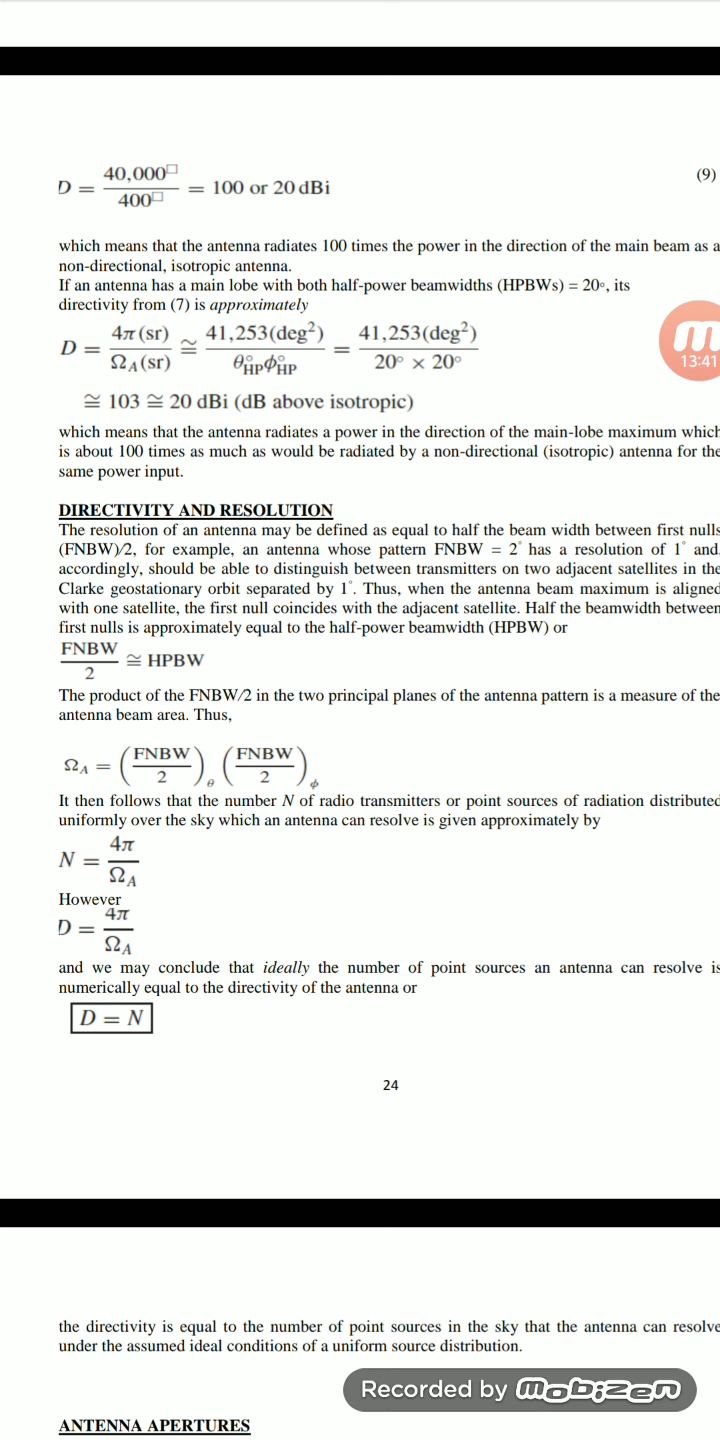 D = 40,000□ / 400□ = 100 or 20 dBi (9)
which means that the antenna radiates 100 times the power in the direction of the main beam as a
non-directional, isotropic antenna.
If an antenna has a main lobe with both half-power beamwidths (HPBWs) = 20◦, its
directivity from (7) is approximately
D = 4π (sr) / Ω_A (sr) ≅ 41,253(deg²) / θ°_HP ϕ°_HP = 41,253(deg²) / 20° × 20°
≅ 103 ≅ 20 dBi (dB above isotropic)
which means that the antenna radiates a power in the direction of the main-lobe maximum which
is about 100 times as much as would be radiated by a non-directional (isotropic) antenna for the
same power input.
13:41
DIRECTIVITY AND RESOLUTION
The resolution of an antenna may be defined as equal to half the beam width between first nulls
(FNBW)/2, for example, an antenna whose pattern FNBW = 2° has a resolution of 1° and,
accordingly, should be able to distinguish between transmitters on two adjacent satellites in the
Clarke geostationary orbit separated by 1°. Thus, when the antenna beam maximum is aligned
with one satellite, the first null coincides with the adjacent satellite. Half the beamwidth between
first nulls is approximately equal to the half-power beamwidth (HPBW) or
FNBW / 2 ≅ HPBW
The product of the FNBW/2 in the two principal planes of the antenna pattern is a measure of the
antenna beam area. Thus,
Ω_A = (FNBW / 2)_θ (FNBW / 2)_ϕ
It then follows that the number N of radio transmitters or point sources of radiation distributed
uniformly over the sky which an antenna can resolve is given approximately by
N = 4π / Ω_A
However
D = 4π / Ω_A
and we may conclude that ideally the number of point sources an antenna can resolve is
numerically equal to the directivity of the antenna or
D = N
24
the directivity is equal to the number of point sources in the sky that the antenna can resolve
under the assumed ideal conditions of a uniform source distribution.
Recorded by mobizen
ANTENNA APERTURES